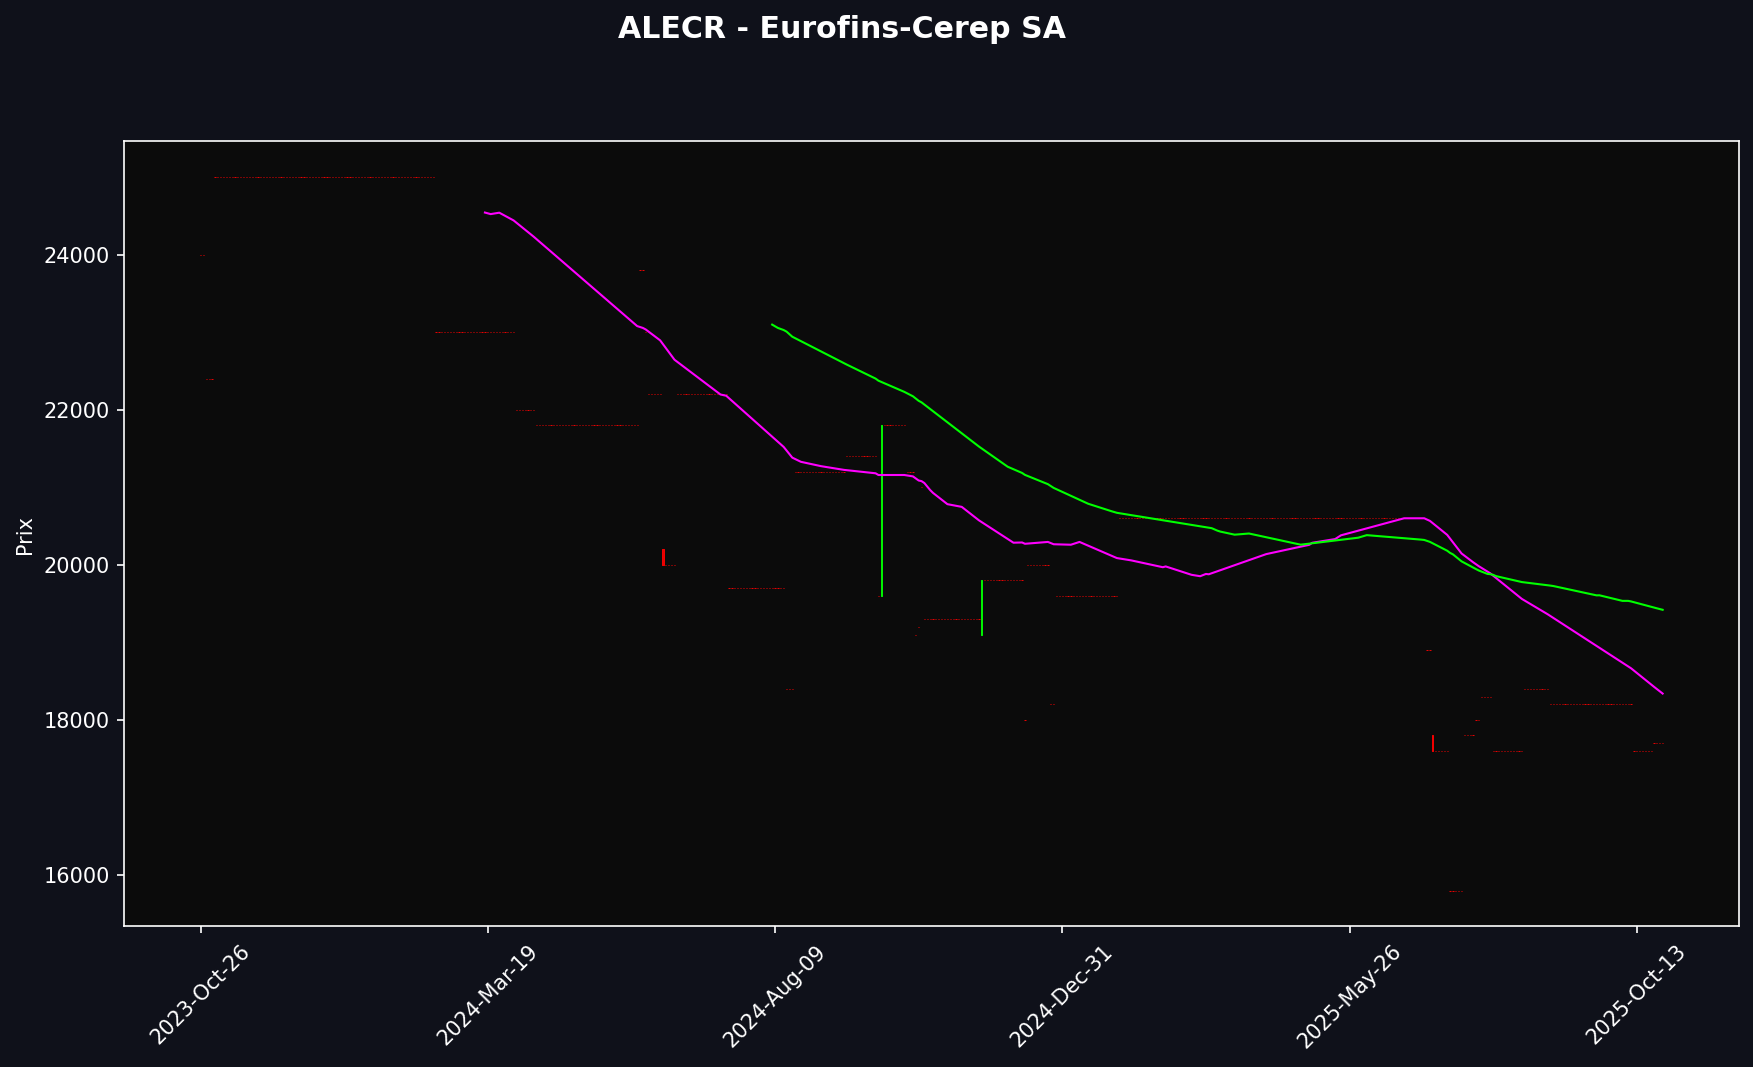 ALECR - Eurofins-Cerep SA
Prix
24000
22000
20000
18000
16000
2023-Oct-26
2024-Mar-19
2024-Aug-09
2024-Dec-31
2025-May-26
2025-Oct-13